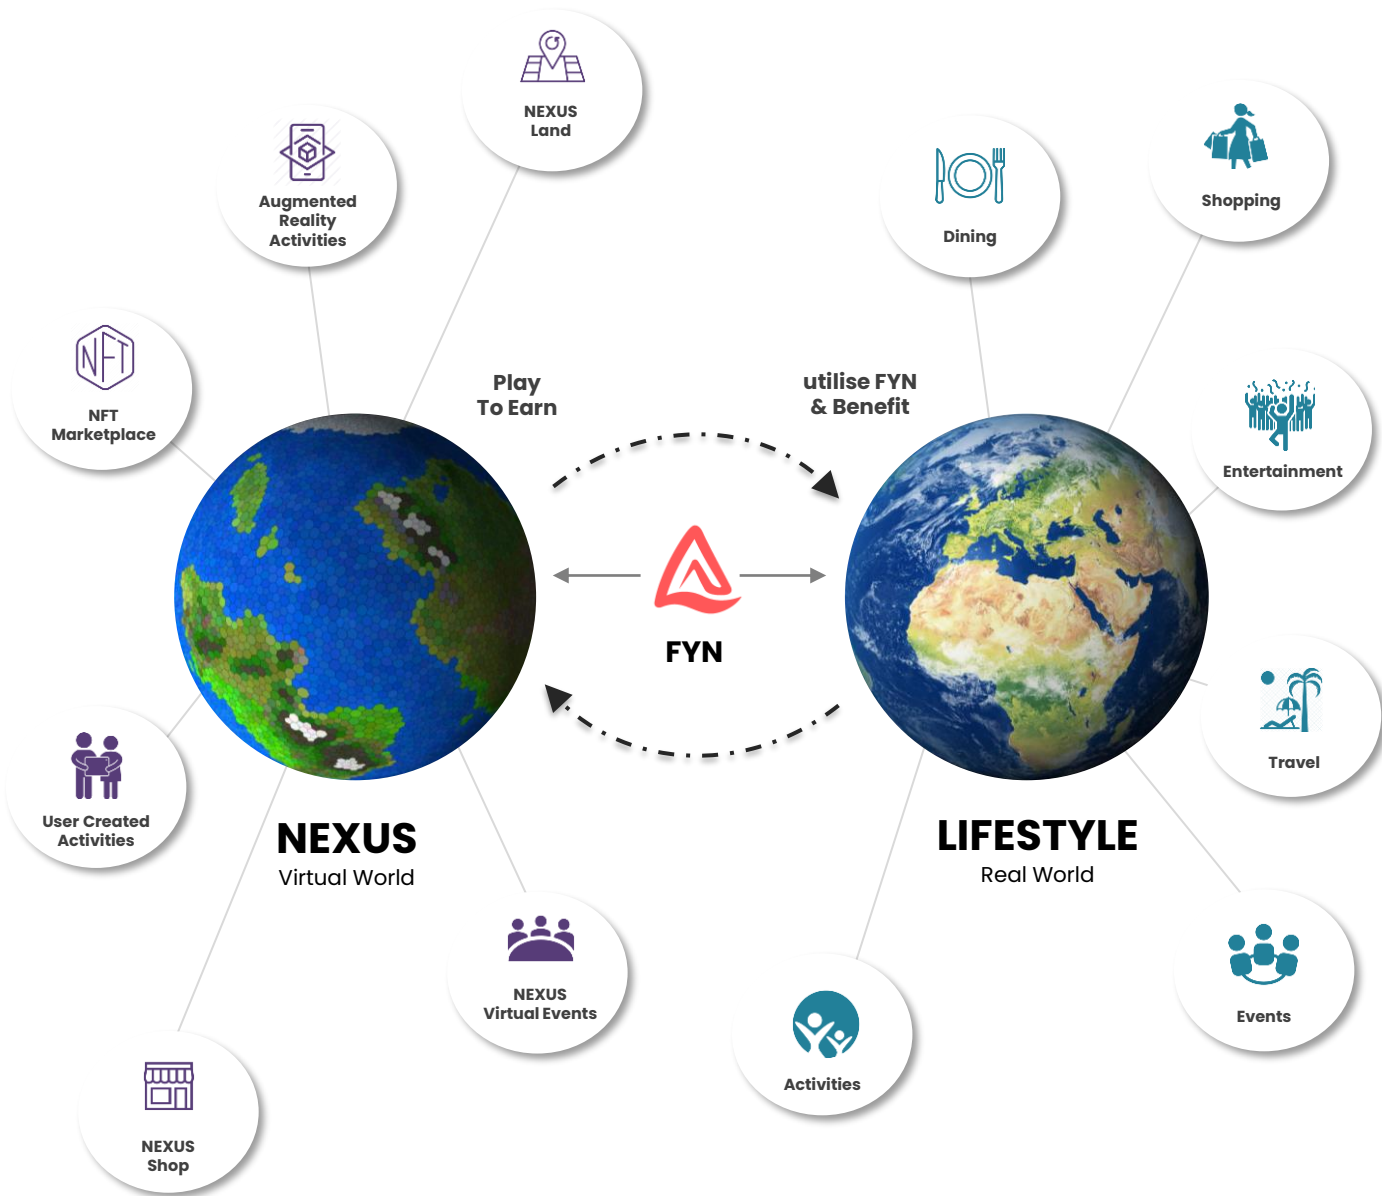 NEXUS
Land
Augmented
Reality
Activities
NFT
NFT
Marketplace
User Created
Activities
NEXUS
Shop
NEXUS
Virtual Events
NEXUS
Virtual World
Play
To Earn
utilise FYN
& Benefit
FYN
Dining
Shopping
Entertainment
Travel
Events
Activities
LIFESTYLE
Real World